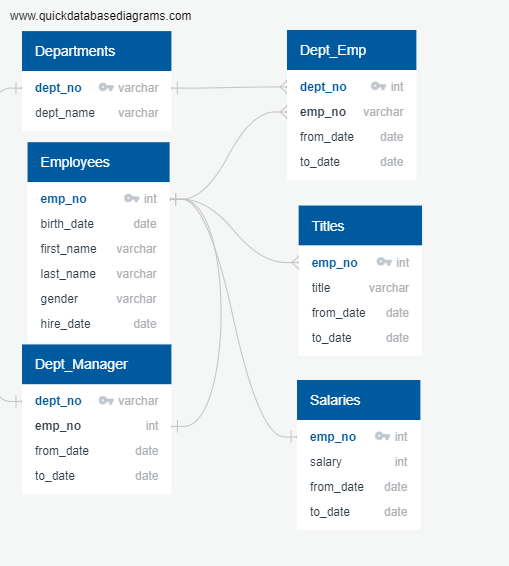 www.quickdatabasediagrams.com
Departments
dept_no varchar
dept_name varchar
Employees
emp_no int
birth_date date
first_name varchar
last_name varchar
gender varchar
hire_date date
Dept_Manager
dept_no varchar
emp_no int
from_date date
to_date date
Dept_Emp
dept_no int
emp_no varchar
from_date date
to_date date
Titles
emp_no int
title varchar
from_date date
to_date date
Salaries
emp_no int
salary int
from_date date
to_date date